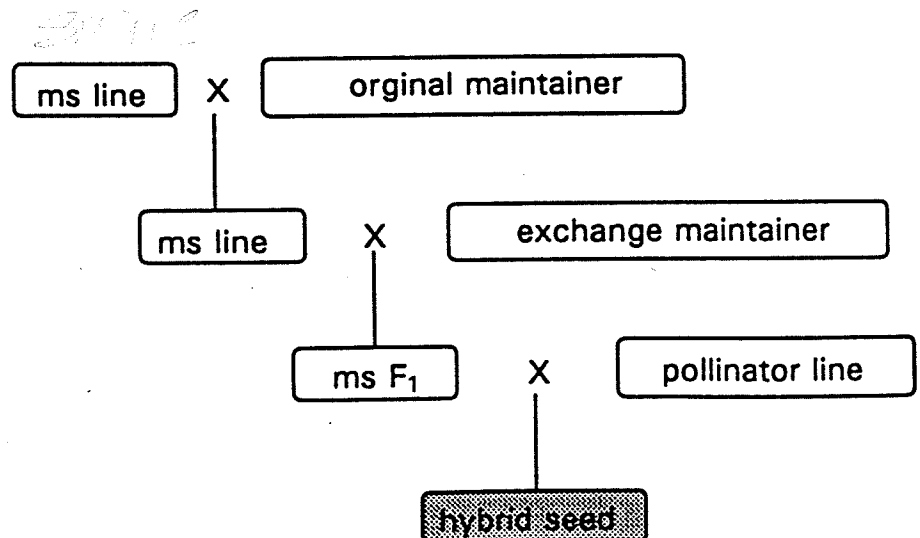 ms line X orginal maintainer
ms line X exchange maintainer
ms F₁ X pollinator line
hybrid seed